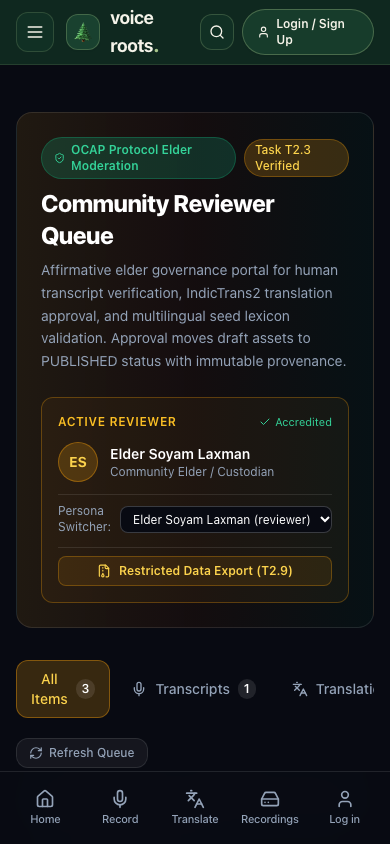 voice
roots.
Login / Sign
Up
OCAP Protocol Elder
Moderation
Task T2.3
Verified
Community Reviewer
Queue
Affirmative elder governance portal for human
transcript verification, IndicTrans2 translation
approval, and multilingual seed lexicon
validation. Approval moves draft assets to
PUBLISHED status with immutable provenance.
ACTIVE REVIEWER
Accredited
ES
Elder Soyam Laxman
Community Elder / Custodian
Persona
Switcher:
Elder Soyam Laxman (reviewer)
Restricted Data Export (T2.9)
All
Items
3
Transcripts 1
Translati
Refresh Queue
Home
Record
Translate
Recordings
Log in